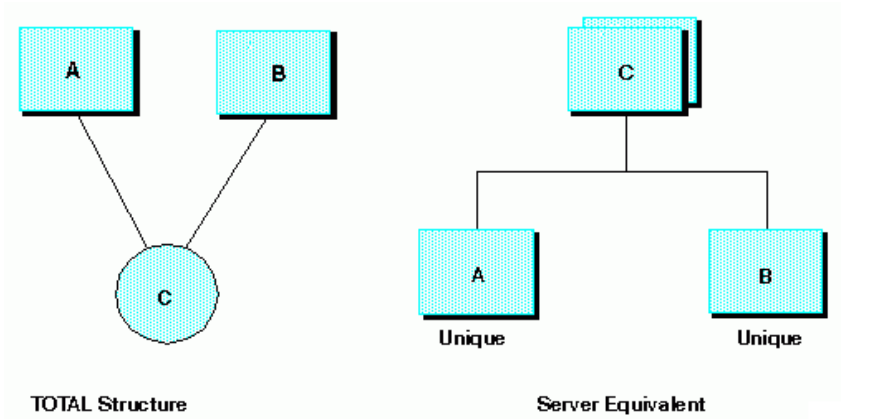 A
B
C
TOTAL Structure
C
A
B
Unique
Unique
Server Equivalent